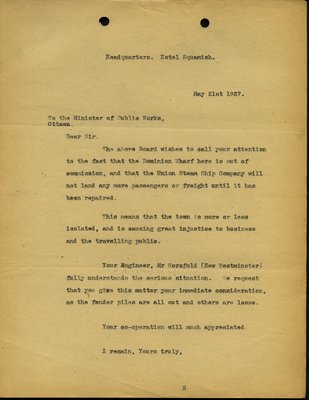 Headquarters. Hotel Squamish.
May 21st 1927.
To the Minister of Public Works,
Ottawa.
Dear Sir.
The above Board wishes to call your attention
to the fact that the Dominion Wharf here is out of
commission, and that the Union Steam Ship Company will
not land any more passengers or freight until it has
been repaired.
This means that the town is more or less
isolated, and is causing great injustice to business
and the travelling public.
Your Engineer, Mr Hornfald (New Westminster)
fully understands the serious situation. We request
that you give this matter your immediate consideration,
as the fender piles are all out and others are loose.
Your co-operation will much appreciated
I remain, Yours truly,
2